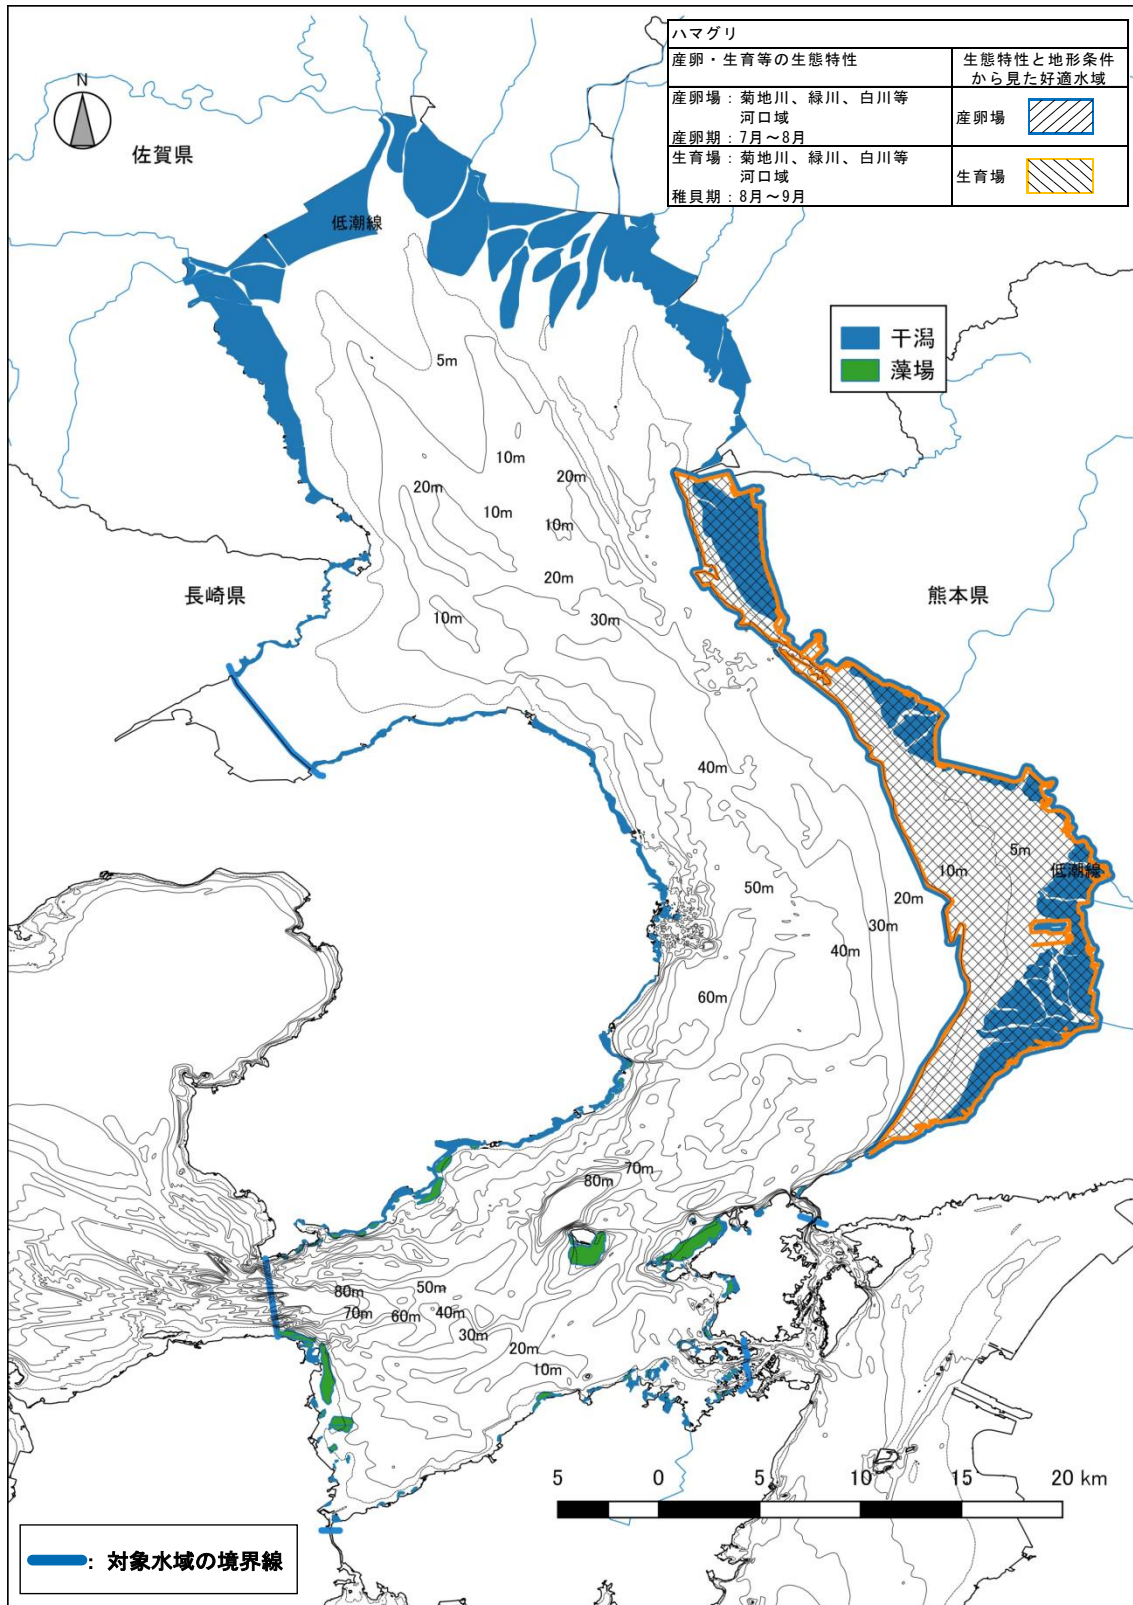 ハマグリ
産卵・生育等の生態特性
生態特性と地形条件
から見た好適水域
産卵場：菊地川、緑川、白川等
河口域
産卵期：7月～8月
産卵場
生育場：菊地川、緑川、白川等
河口域
稚貝期：8月～9月
生育場
N
佐賀県
低潮線
干潟
藻場
5m
10m
20m
20m
10m
10m
20m
長崎県
熊本県
10m
30m
40m
5m
10m
低潮線
50m
20m
30m
40m
60m
70m
80m
80m
50m
70m
60m
40m
30m
20m
10m
5 0 5 10 15 20 km
：対象水域の境界線